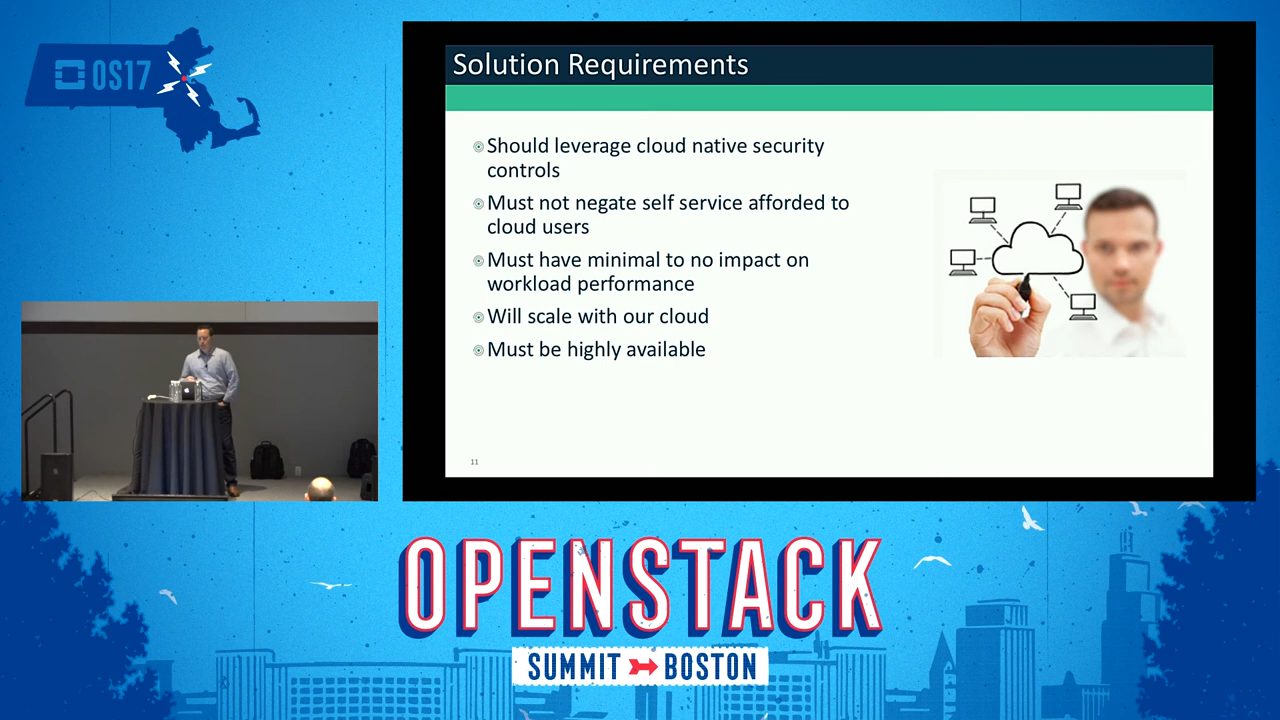 OS17
Solution Requirements
Should leverage cloud native security
controls
Must not negate self service afforded to
cloud users
Must have minimal to no impact on
workload performance
Will scale with our cloud
Must be highly available
11
OPENSTACK
SUMMIT BOSTON